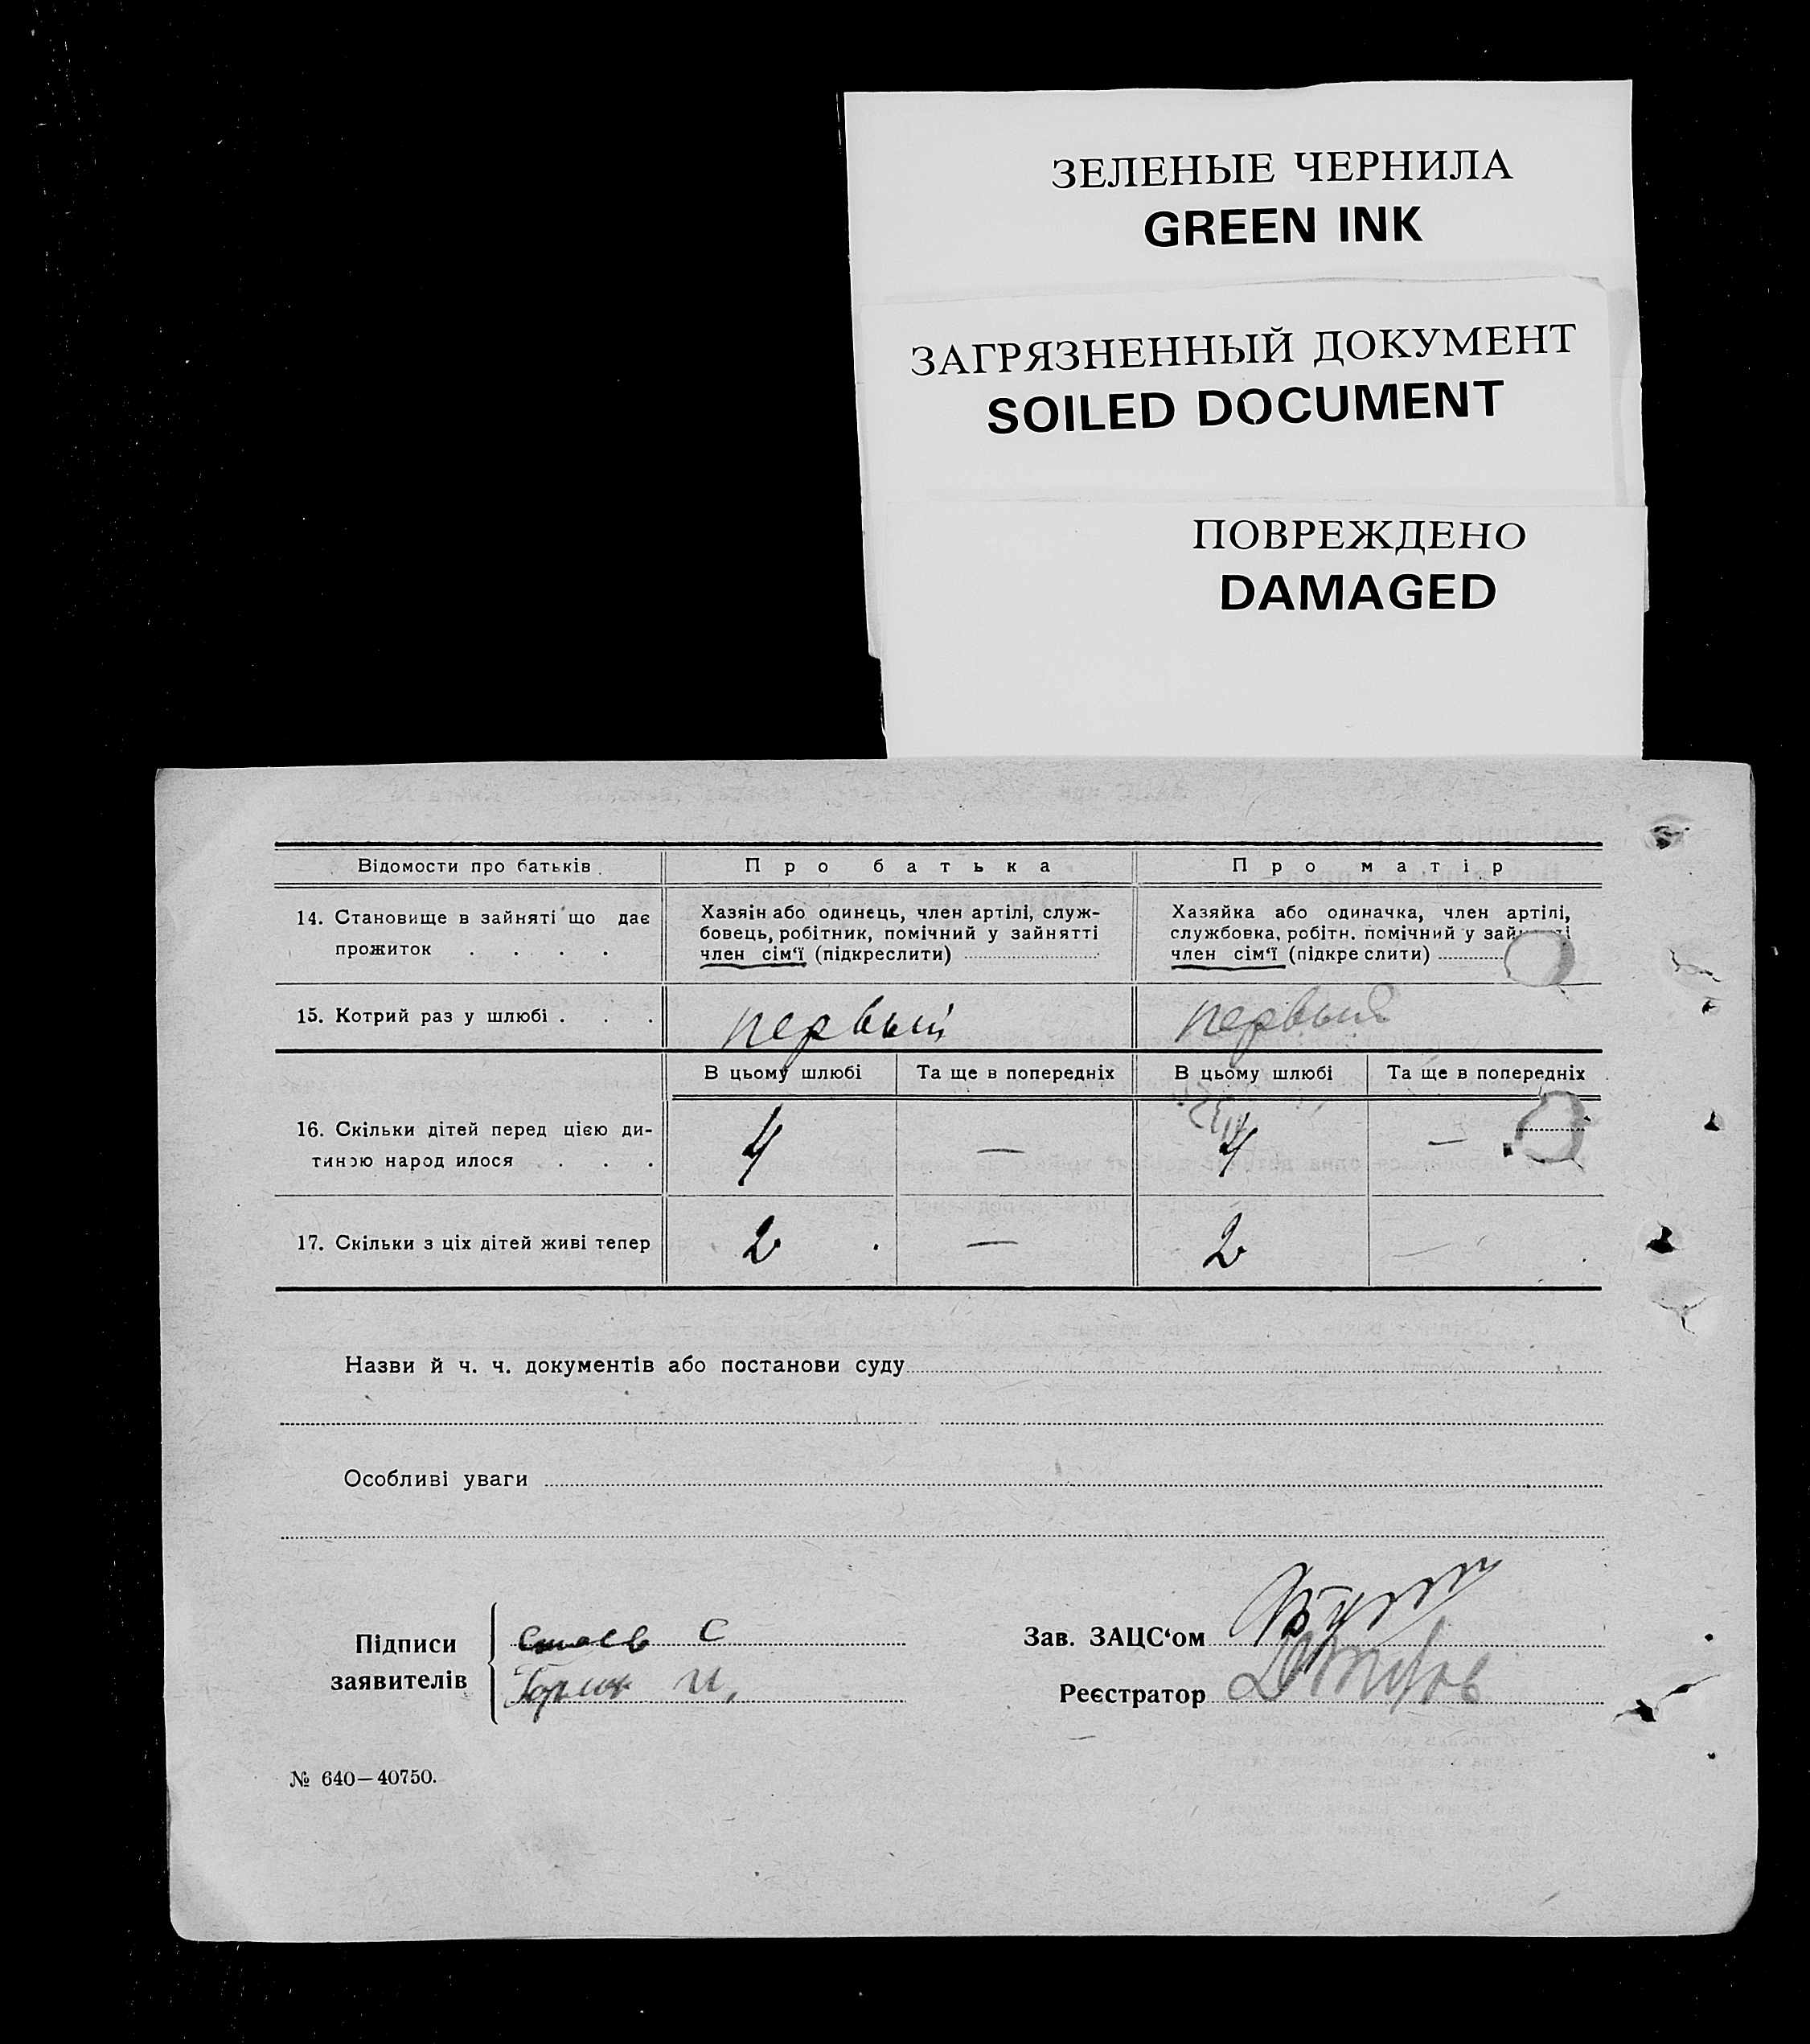 ЗЕЛЕНЫЕ ЧЕРНИЛА
GREEN INK
ЗАГРЯЗНЕННЫЙ ДОКУМЕНТ
SOILED DOCUMENT
ПОВРЕЖДЕНО
DAMAGED
Відомости про батьків. Про батька Про матір
14. Становище в зайняті що дає прожиток . . . .
Хазяін або одинець, член артілі, служ-
бовець, робітник, помічний у зайнятті
член сім‘ї (підкреслити)
Хазяйка або одиначка, член артілі,
службовка, робітн. помічний у зайнятті
член сім‘ї (підкреслити)
15. Котрий раз у шлюбі . . . первый первый
В цьому шлюбі Та ще в попередніх В цьому шлюбі Та ще в попередніх
16. Скільки дітей перед цією ди-
тиною народилося . . . 4 — 4 —
17. Скільки з ціх дітей живі тепер 2 — 2
Назви й ч. ч. документів або постанови суду
Особливі уваги
Підписи
заявителів
С
И.
Зав. ЗАЦС‘ом
Реєстратор
№ 640—40750.